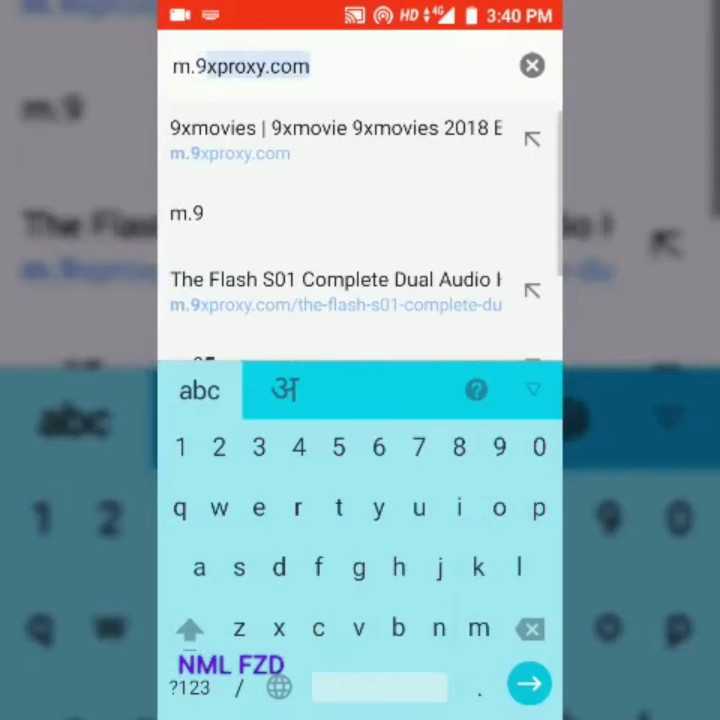 HD 4G 3:40 PM
m.9xproxy.com
9xmovies | 9xmovie 9xmovies 2018 E
m.9xproxy.com
m.9
The Flash S01 Complete Dual Audio
m.9xproxy.com/the-flash-s01-complete-du
abc अ ?
1 2 3 4 5 6 7 8 9 0
q w e r t y u i o p
a s d f g h j k l
z x c v b n m
NML FZD
?123 / .